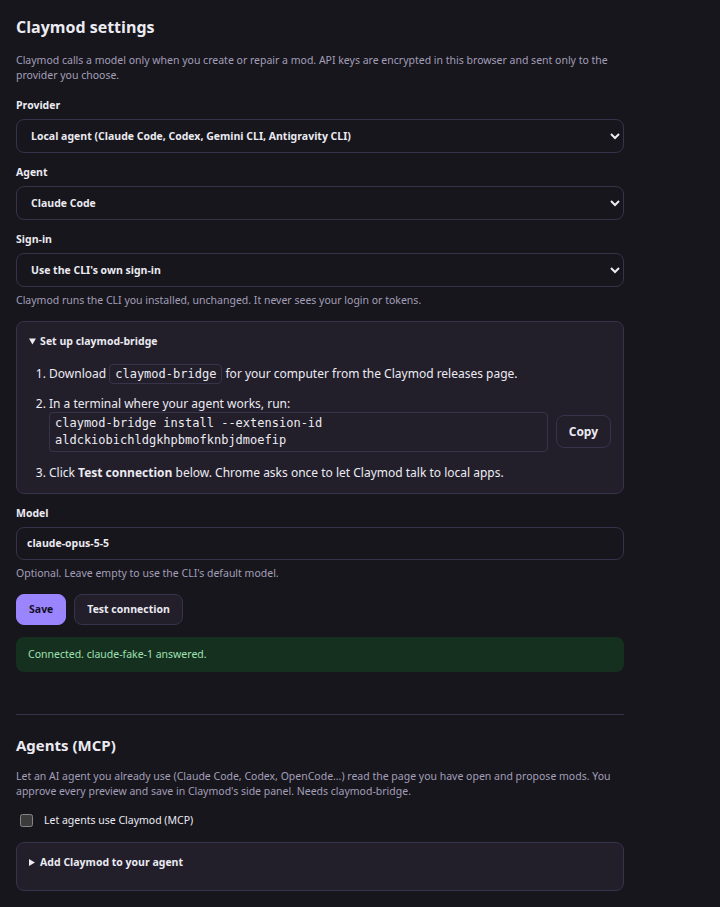 Claymod settings
Claymod calls a model only when you create or repair a mod. API keys are encrypted in this browser and sent only to the
provider you choose.
Provider
Local agent (Claude Code, Codex, Gemini CLI, Antigravity CLI)
Agent
Claude Code
Sign-in
Use the CLI's own sign-in
Claymod runs the CLI you installed, unchanged. It never sees your login or tokens.
▼ Set up claymod-bridge
1. Download claymod-bridge for your computer from the Claymod releases page.
2. In a terminal where your agent works, run:
claymod-bridge install --extension-id
aldckiobichldgkhpbmofknbjdmoefip
Copy
3. Click Test connection below. Chrome asks once to let Claymod talk to local apps.
Model
claude-opus-5-5
Optional. Leave empty to use the CLI's default model.
Save
Test connection
Connected. claude-fake-1 answered.
Agents (MCP)
Let an AI agent you already use (Claude Code, Codex, OpenCode…) read the page you have open and propose mods. You
approve every preview and save in Claymod's side panel. Needs claymod-bridge.
Let agents use Claymod (MCP)
▶ Add Claymod to your agent